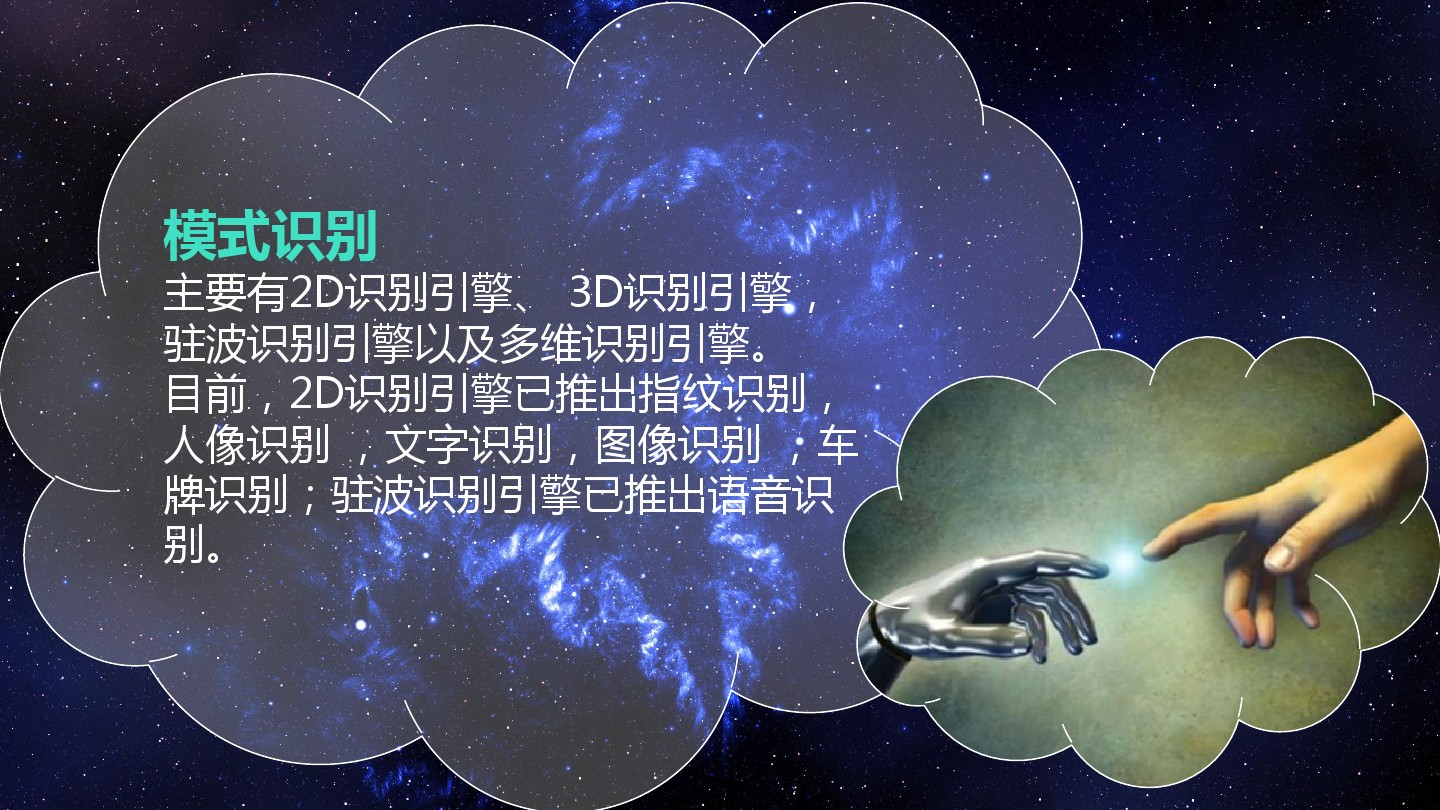 模式识别
主要有2D识别引擎、 3D识别引擎，
驻波识别引擎以及多维识别引擎。
目前，2D识别引擎已推出指纹识别，
人像识别 ，文字识别，图像识别 ；车
牌识别；驻波识别引擎已推出语音识
别。